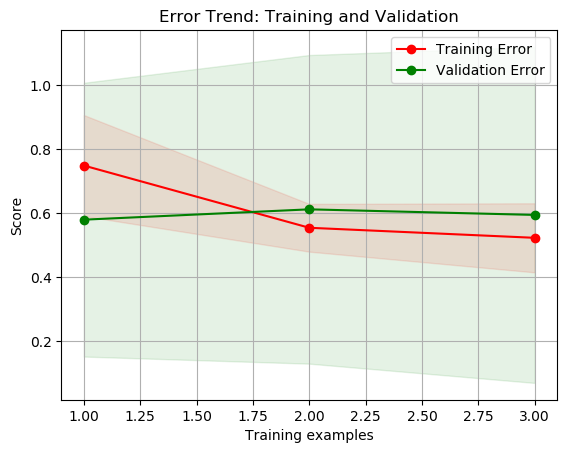 Error Trend: Training and Validation
Training Error
Validation Error
Score
1.0
0.8
0.6
0.4
0.2
1.00 1.25 1.50 1.75 2.00 2.25 2.50 2.75 3.00
Training examples